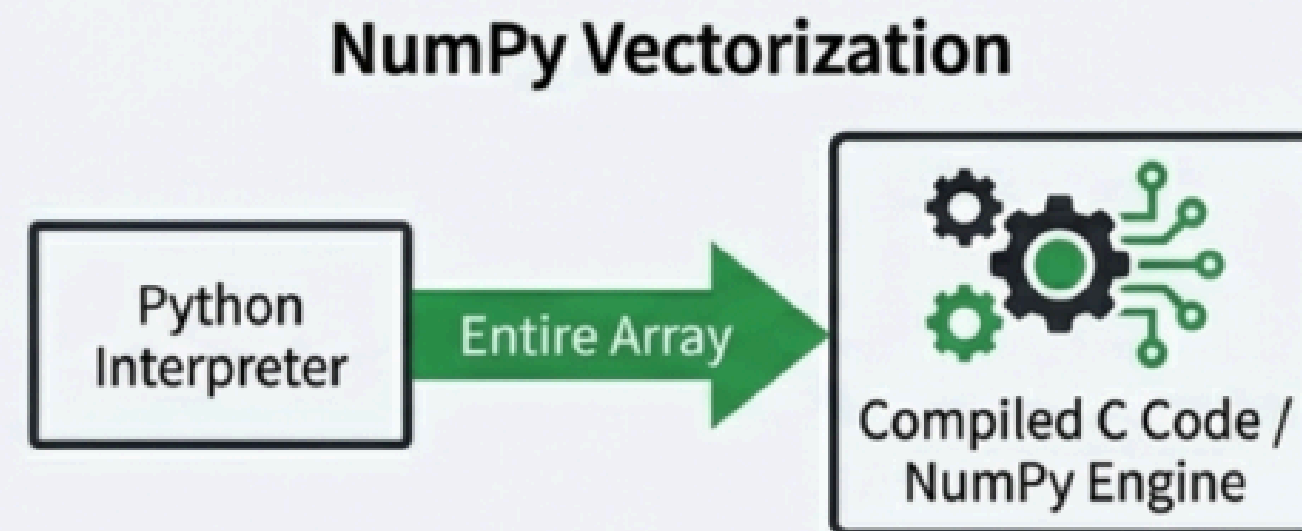 NumPy Vectorization
Python
Interpreter
Entire Array
Compiled C Code /
NumPy Engine